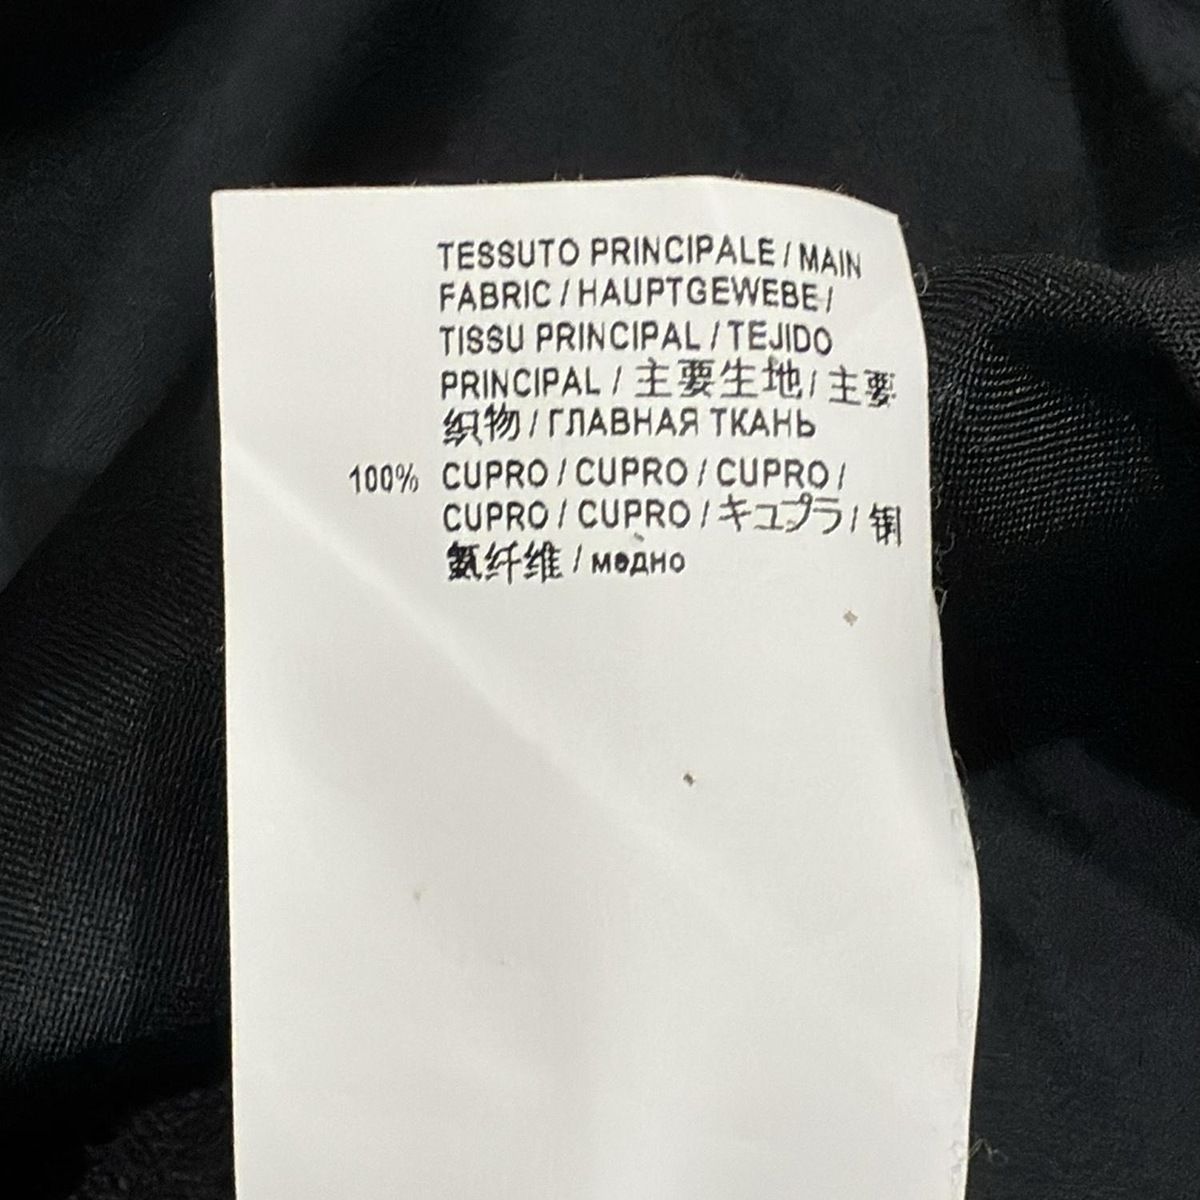 TESSUTO PRINCIPALE / MAIN
FABRIC / HAUPTGEWEBE /
TISSU PRINCIPAL / TEJIDO
PRINCIPAL / 主要生地 / 主要
织物 / ГЛАВНАЯ ТКАНЬ
100% CUPRO / CUPRO / CUPRO /
CUPRO / CUPRO / キュプラ / 铜
氨纤维 / медно